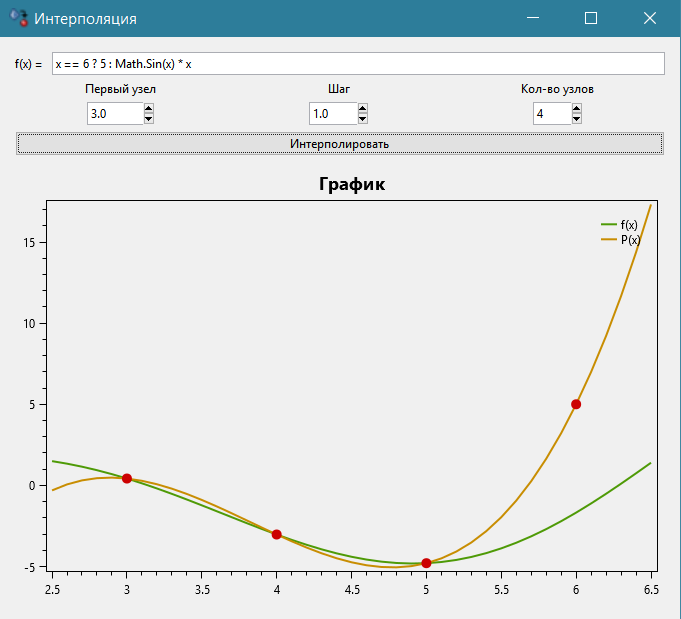 Интерполяция
f(x) = x == 6 ? 5 : Math.Sin(x) * x
Первый узел Шаг Кол-во узлов
3.0 1.0 4
Интерполировать
График
f(x)
P(x)
15
10
5
0
-5
2.5 3 3.5 4 4.5 5 5.5 6 6.5